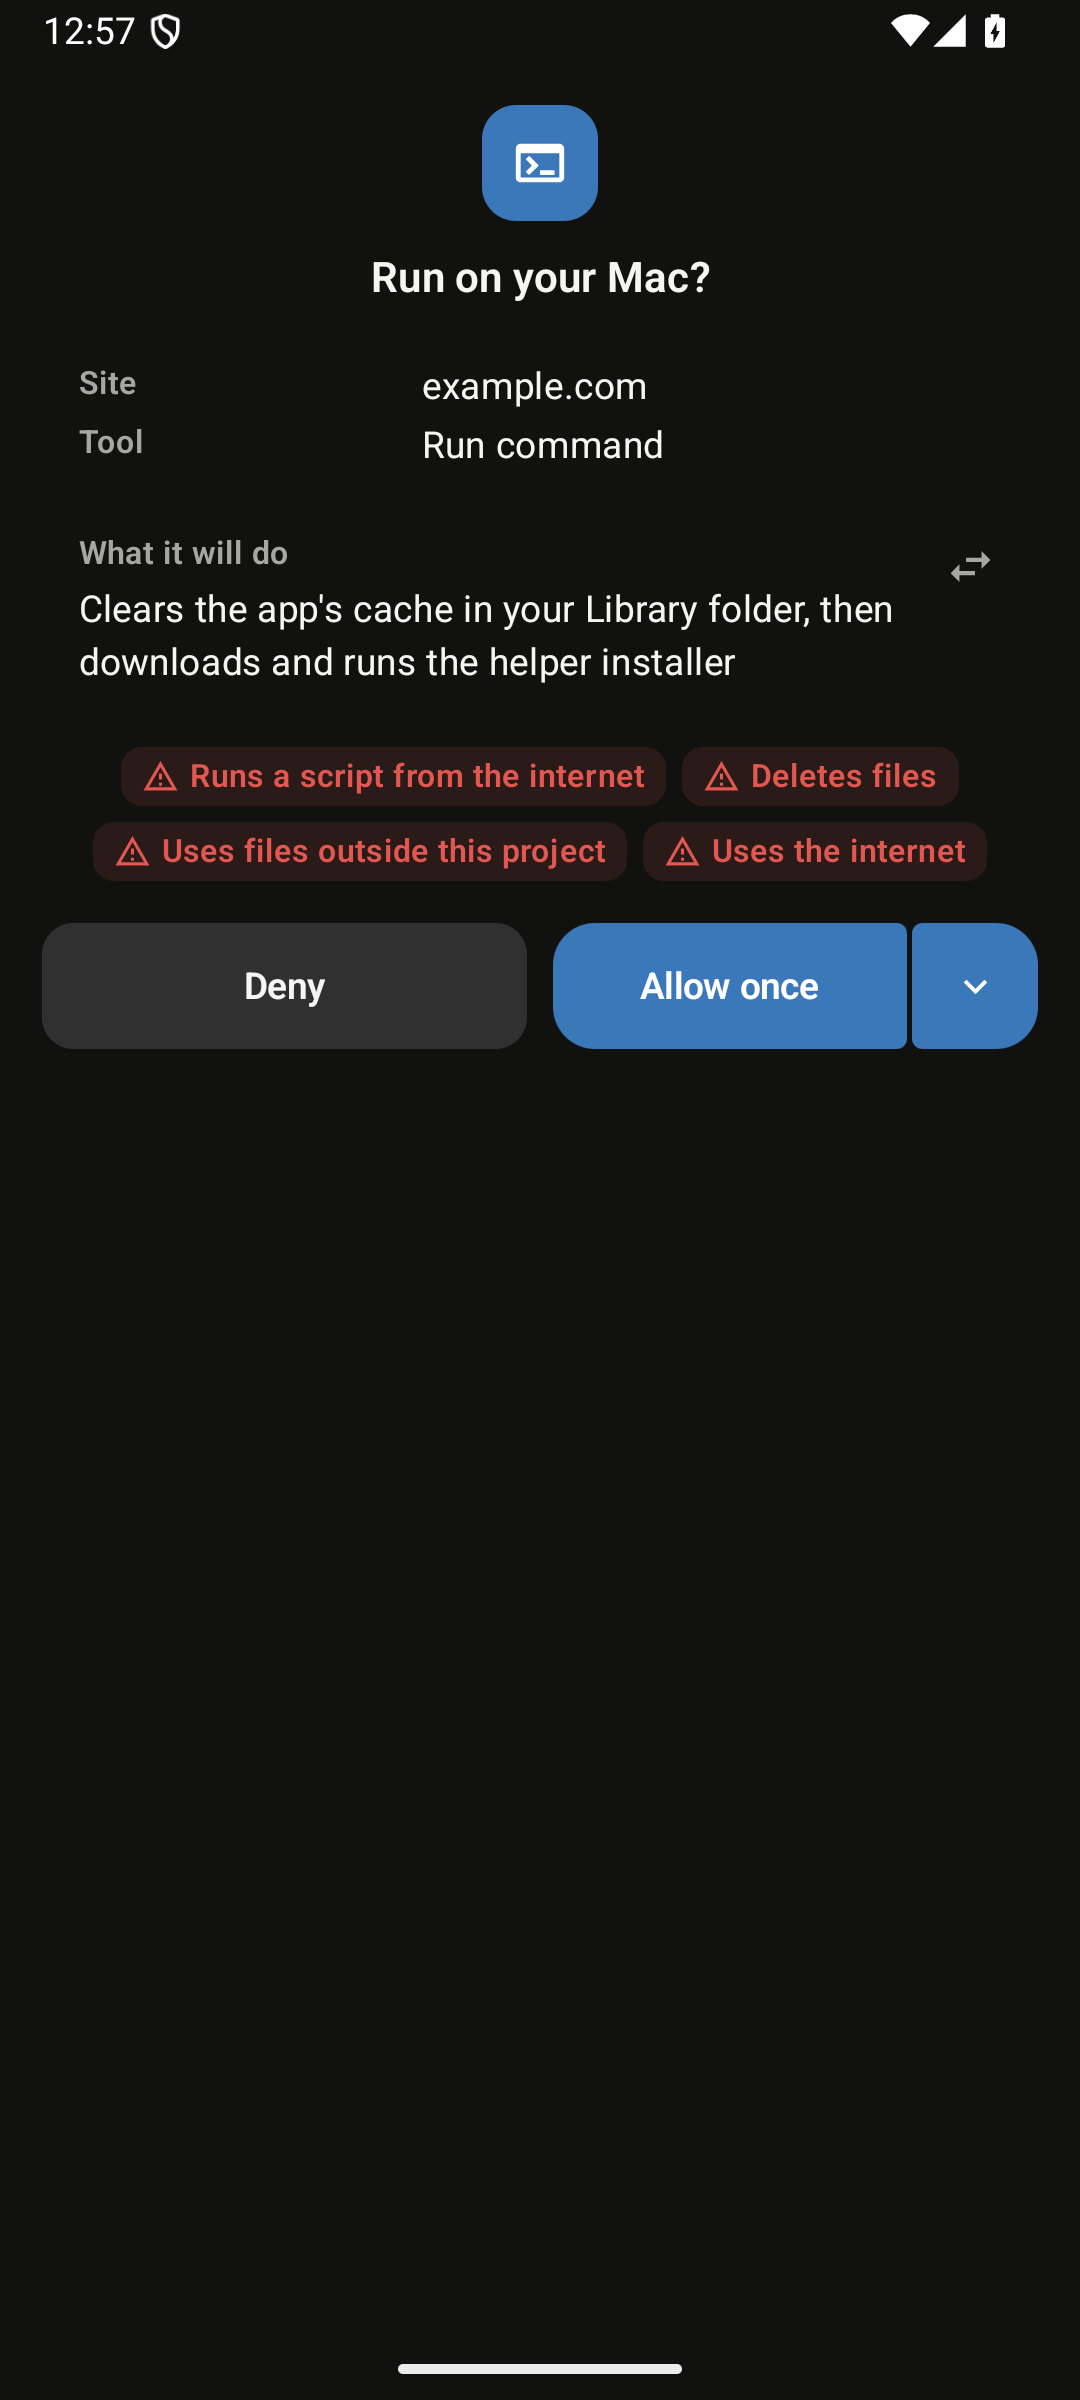 12:57
Run on your Mac?
Site example.com
Tool Run command
What it will do
Clears the app's cache in your Library folder, then
downloads and runs the helper installer
Runs a script from the internet Deletes files
Uses files outside this project Uses the internet
Deny Allow once